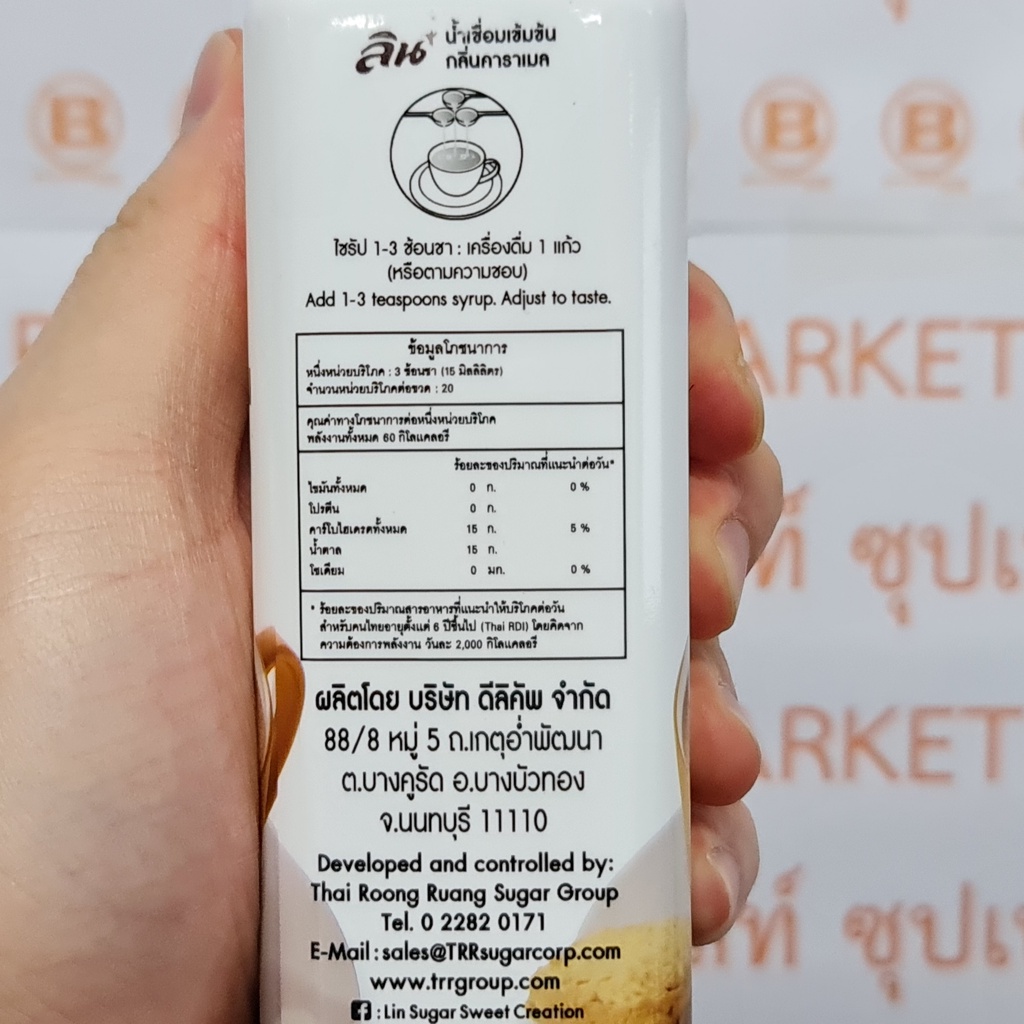 ลิน
น้ำเชื่อมเข้มข้น
กลิ่นคาราเมล
ไซรัป 1-3 ช้อนชา : เครื่องดื่ม 1 แก้ว
(หรือตามความชอบ)
Add 1-3 teaspoons syrup. Adjust to taste.
ข้อมูลโภชนาการ
หนึ่งหน่วยบริโภค : 3 ช้อนชา (15 มิลลิลิตร)
จำนวนหน่วยบริโภคต่อขวด : 20
คุณค่าทางโภชนาการต่อหนึ่งหน่วยบริโภค
พลังงานทั้งหมด 60 กิโลแคลอรี
ร้อยละของปริมาณที่แนะนำต่อวัน*
ไขมันทั้งหมด 0 ก. 0 %
โปรตีน 0 ก.
คาร์โบไฮเดรตทั้งหมด 15 ก. 5 %
น้ำตาล 15 ก.
โซเดียม 0 มก. 0 %
* ร้อยละของปริมาณสารอาหารที่แนะนำให้บริโภคต่อวัน
สำหรับคนไทยอายุตั้งแต่ 6 ปีขึ้นไป (Thai RDI) โดยคิดจาก
ความต้องการพลังงาน วันละ 2,000 กิโลแคลอรี
ผลิตโดย บริษัท ดีลิคัพ จำกัด
88/8 หมู่ 5 ถ.เกตุอ่ำพัฒนา
ต.บางคูรัด อ.บางบัวทอง
จ.นนทบุรี 11110
Developed and controlled by:
Thai Roong Ruang Sugar Group
Tel. 0 2282 0171
E-Mail : sales@TRRsugarcorp.com
www.trrgroup.com
f : Lin Sugar Sweet Creation
B
B
B
ARKET
ท์ ซุปเ
ARKET
ท์ ซุปเ